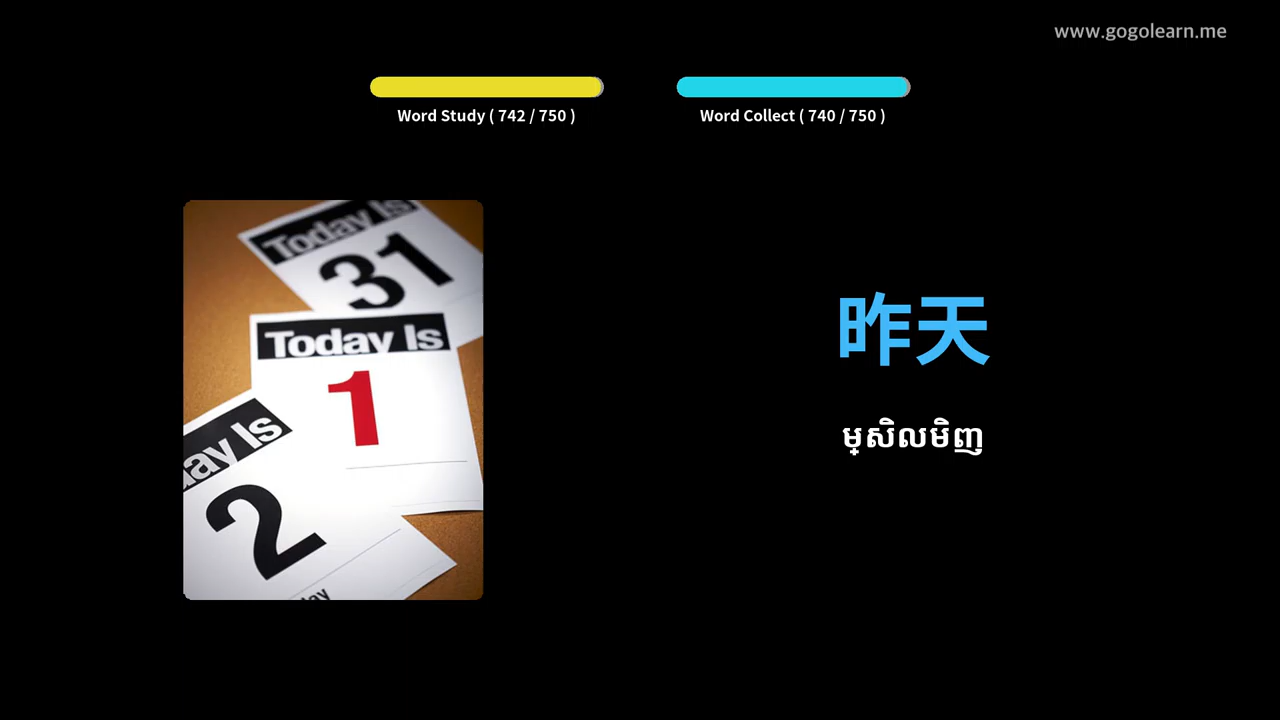 www.gogolearn.me
Word Study ( 742 / 750 )
Word Collect ( 740 / 750 )
Today Is
31
Today Is
1
ay Is
2
昨天
ម្សិលមិញ